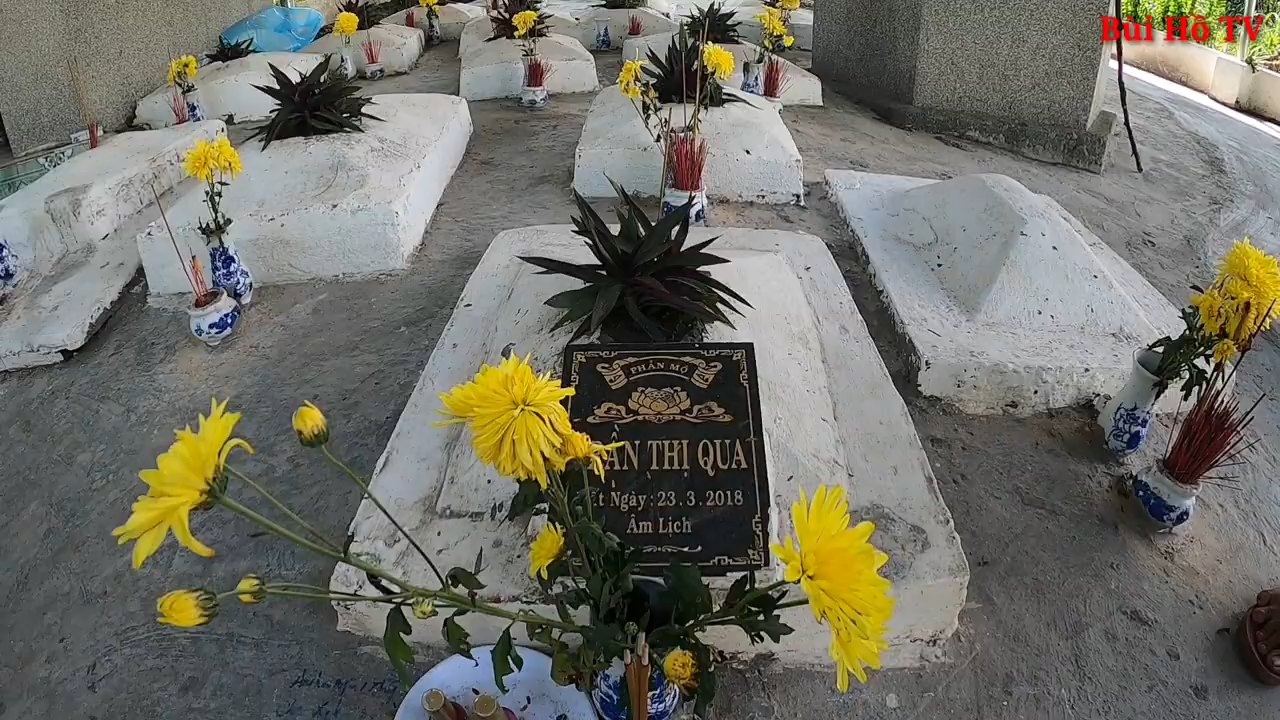 Bùi Hồ TV
PHẦN MỘ
THỊ QUA
Ngày: 23.3.2018
Âm Lịch